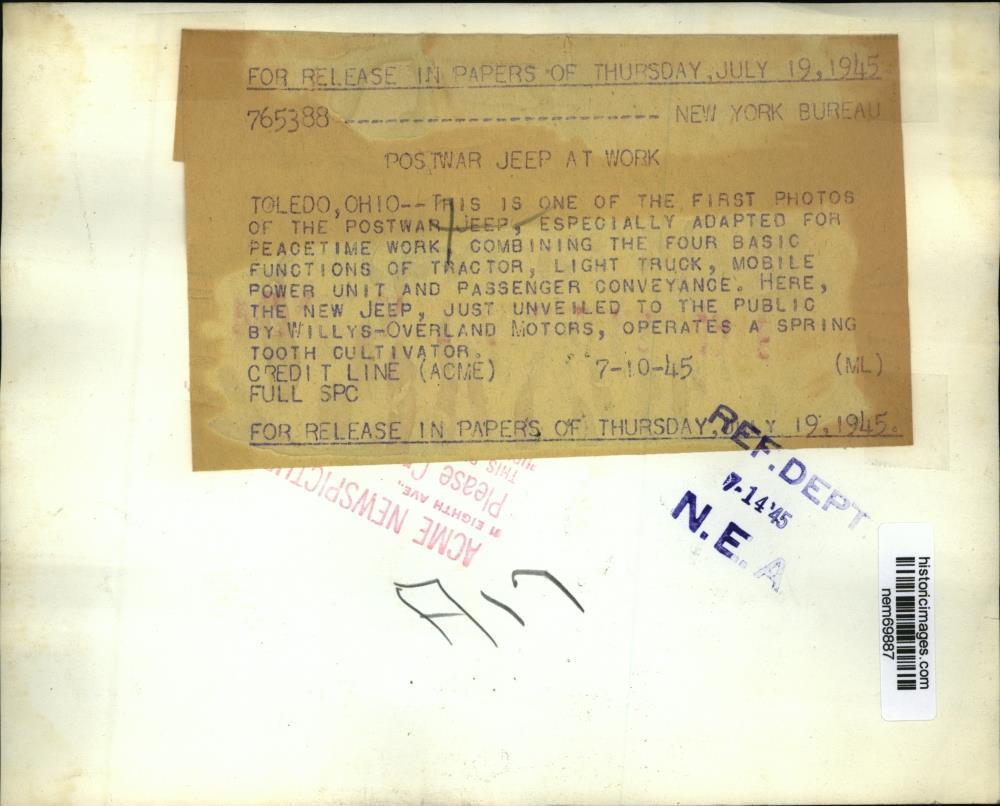 FOR RELEASE IN PAPERS OF THURSDAY, JULY 19, 1945
765388 ----------------------- NEW YORK BUREAU
POSTWAR JEEP AT WORK
TOLEDO, OHIO--THIS IS ONE OF THE FIRST PHOTOS
OF THE POSTWAR JEEP, ESPECIALLY ADAPTED FOR
PEACETIME WORK, COMBINING THE FOUR BASIC
FUNCTIONS OF TRACTOR, LIGHT TRUCK, MOBILE
POWER UNIT AND PASSENGER CONVEYANCE. HERE,
THE NEW JEEP, JUST UNVEILED TO THE PUBLIC
BY WILLYS-OVERLAND MOTORS, OPERATES A SPRING
TOOTH CULTIVATOR.
CREDIT LINE (ACME) 7-10-45 (ML)
FULL SPC
FOR RELEASE IN PAPERS OF THURSDAY, JULY 19, 1945.
THIS
Please
EIGHTH AVE.,
ACME NEWSPICTU
REF. DEPT
7-14'45
N.E.A.
A-17
historicimages.com
nem69887